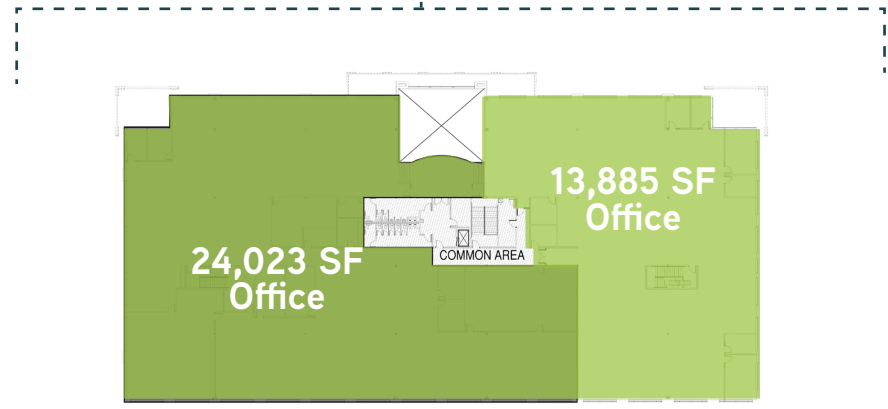 13,885 SF
Office
24,023 SF
Office
COMMON AREA